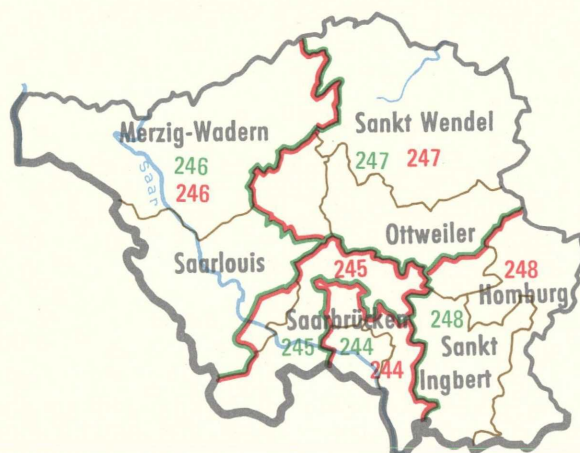 Merzig-Wadern
Sankt Wendel
246
247 247
246
Saar
Ottweiler
Saarlouis
245
248
Homburg
Saarbrücken
248
245 244
Sankt
244
Ingbert